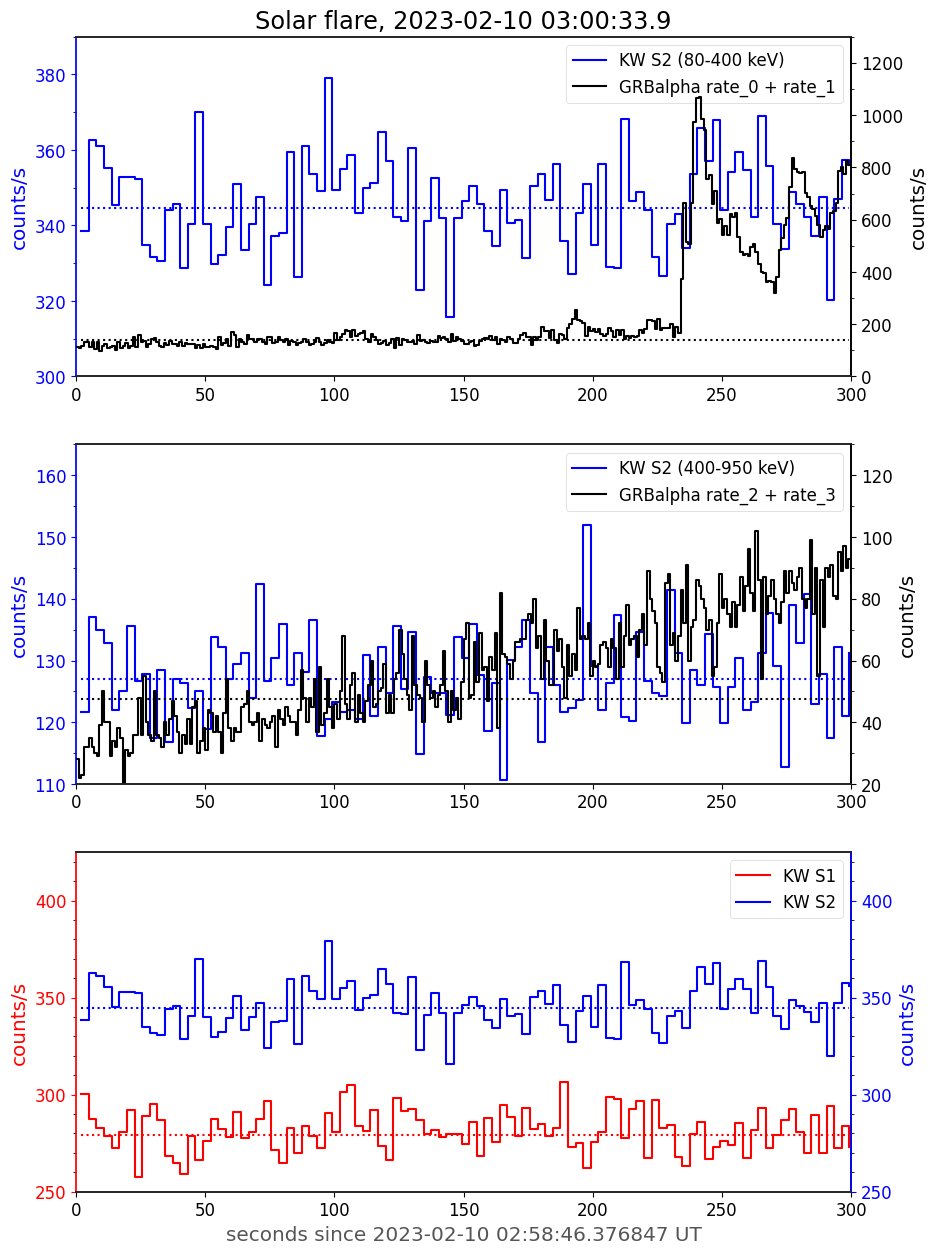 Solar flare, 2023-02-10 03:00:33.9
KW S2 (80-400 keV)
GRBalpha rate_0 + rate_1
counts/s
counts/s
380
360
340
320
300
1200
1000
800
600
400
200
0
0 50 100 150 200 250 300
KW S2 (400-950 keV)
GRBalpha rate_2 + rate_3
counts/s
counts/s
160
150
140
130
120
110
120
100
80
60
40
20
0 50 100 150 200 250 300
KW S1
KW S2
counts/s
counts/s
400
350
300
250
400
350
300
250
0 50 100 150 200 250 300
seconds since 2023-02-10 02:58:46.376847 UT